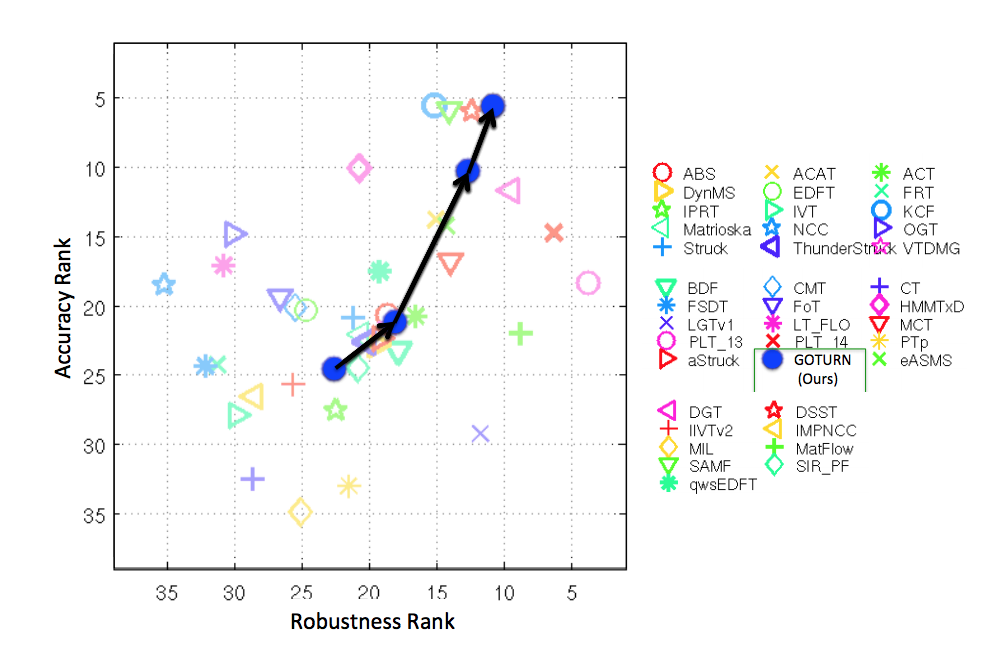 5
10
15
20
25
30
35
Accuracy Rank
35
30
25
20
15
10
5
Robustness Rank
ABS ACAT ACT
DynMS EDFT FRT
IPRT IVT KCF
Matrioska NCC OGT
Struck ThunderStruck VTDMG
BDF CMT CT
FSDT FoT HMMTxD
LGTv1 LT_FLO MCT
PLT_13 PLT_14 PTp
aStruck GOTURN eASMS
(Ours)
DGT DSST
IIVTv2 IMPNCC
MIL MatFlow
SAMF SIR_PF
qwsEDFT